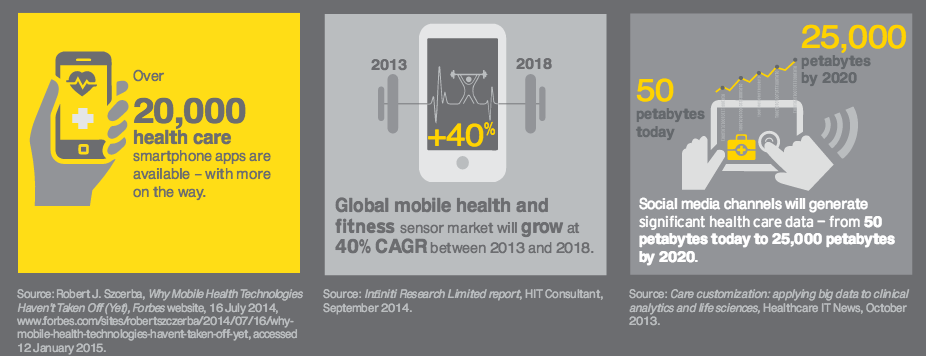 Over
20,000
health care
smartphone apps are
available – with more
on the way.
Source: Robert J. Szcerba, Why Mobile Health Technologies
Haven't Taken Off (Yet), Forbes website, 16 July 2014,
www.forbes.com/sites/robertszczerba/2014/07/16/why-
mobile-health-technologies-havent-taken-off-yet, accessed
12 January 2015.
2013
2018
+40%
Global mobile health and
fitness sensor market will grow at
40% CAGR between 2013 and 2018.
Source: Infiniti Research Limited report, HIT Consultant,
September 2014.
25,000
petabytes
by 2020
50
petabytes
today
Social media channels will generate
significant health care data – from 50
petabytes today to 25,000 petabytes
by 2020.
Source: Care customization: applying big data to clinical
analytics and life sciences, Healthcare IT News, October
2013.